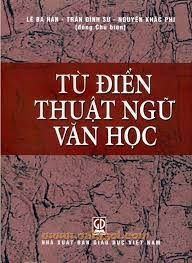 LÊ BÁ HÁN - TRẦN ĐÌNH SỬ - NGUYỄN KHẮC PHI
(đồng Chủ biên)
TỪ ĐIỂN
THUẬT NGỮ
VĂN HỌC
NHÀ XUẤT BẢN GIÁO DỤC VIỆT NAM